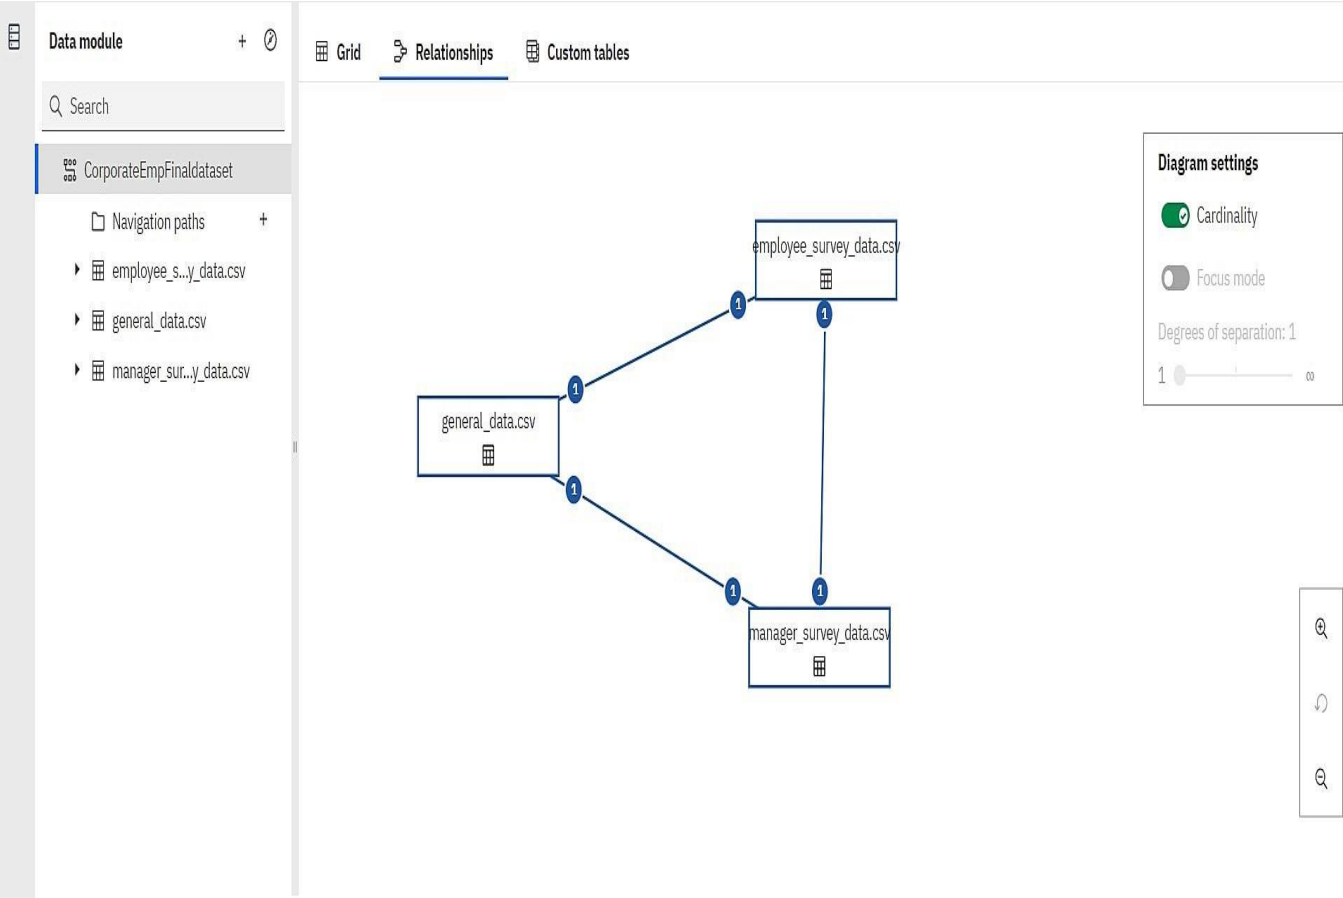 Data module
Search
CorporateEmpFinaldataset
Navigation paths
employee_s...y_data.csv
general_data.csv
manager_sur...y_data.csv
Grid
Relationships
Custom tables
employee_survey_data.csv
1
1
1
general_data.csv
1
1
1
manager_survey_data.csv
Diagram settings
Cardinality
Focus mode
Degrees of separation: 1
1
∞